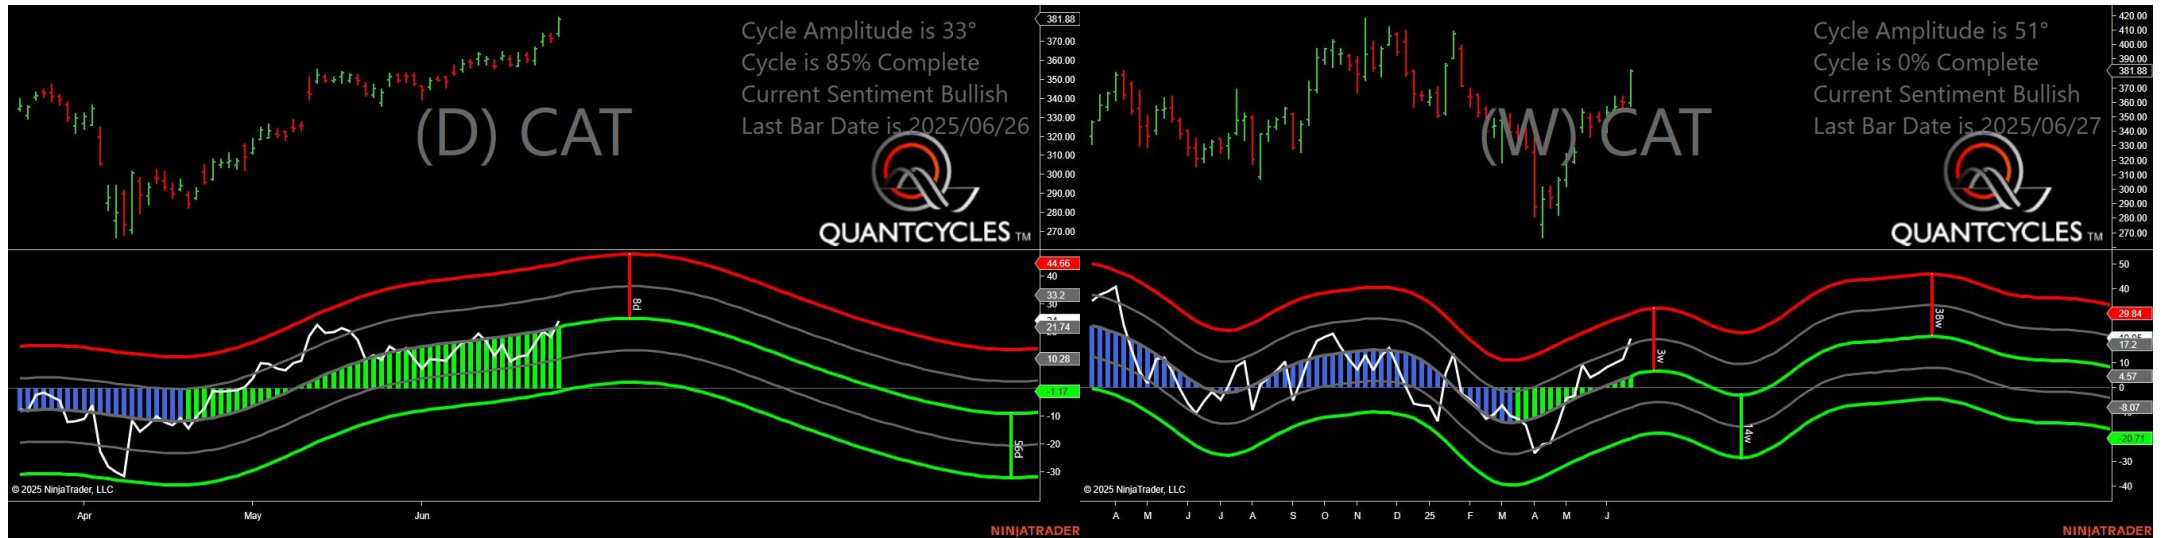 Cycle Amplitude is 33°
Cycle is 85% Complete
Current Sentiment Bullish
Last Bar Date is 2025/06/26
(D) CAT
QUANTCYCLES TM
381.88
370.00
360.00
350.00
340.00
330.00
320.00
310.00
300.00
290.00
280.00
270.00
44.66
40
33.2
30
21.74
10.28
-1.17
-10
-20
-30
8d
56d
© 2025 NinjaTrader, LLC
Apr May Jun
NINJATRADER
Cycle Amplitude is 51°
Cycle is 0% Complete
Current Sentiment Bullish
Last Bar Date is 2025/06/27
(W) CAT
QUANTCYCLES TM
420.00
410.00
400.00
390.00
381.88
370.00
360.00
350.00
340.00
330.00
320.00
310.00
300.00
290.00
280.00
270.00
50
40
29.84
17.2
10
4.57
0
-8.07
-20.71
-30
-40
3w
14w
38w
© 2025 NinjaTrader, LLC
A M J J A S O N D 25 F M A M J
NINJATRADER